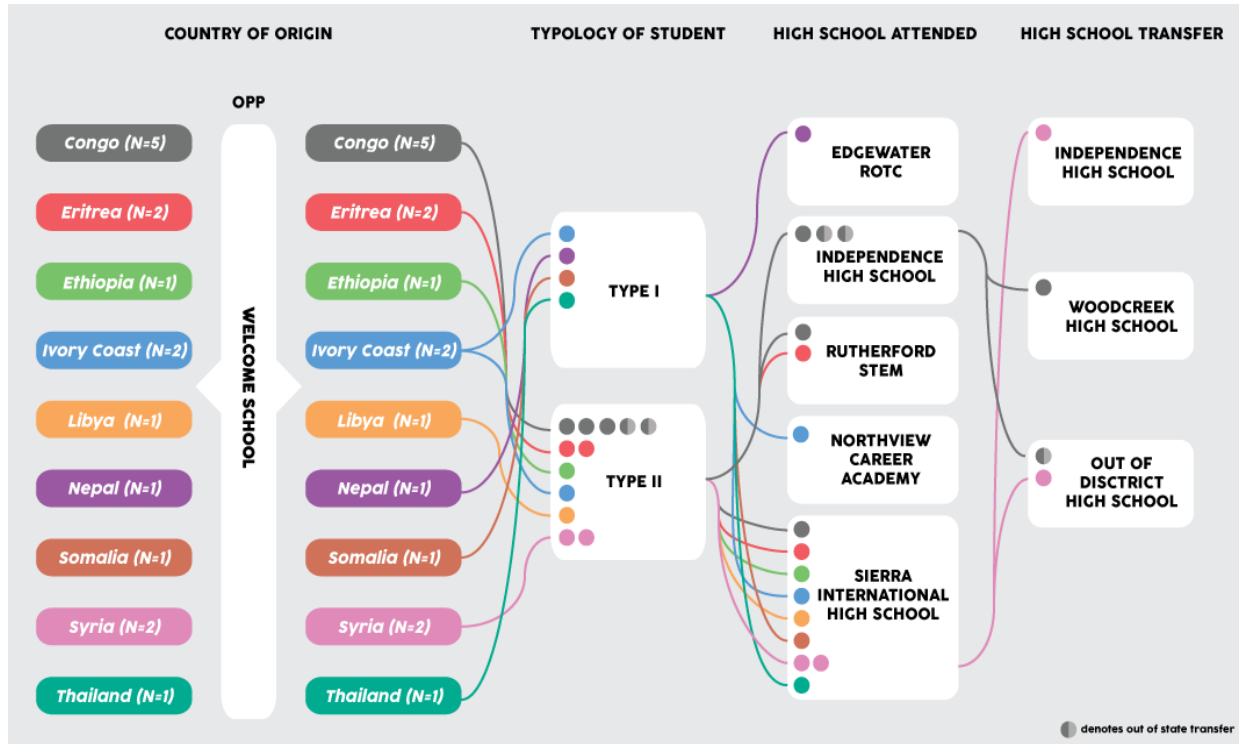 COUNTRY OF ORIGIN
TYPOLOGY OF STUDENT
HIGH SCHOOL ATTENDED
HIGH SCHOOL TRANSFER
OPP
WELCOME SCHOOL
Congo (N=5)
Eritrea (N=2)
Ethiopia (N=1)
Ivory Coast (N=2)
Libya (N=1)
Nepal (N=1)
Somalia (N=1)
Syria (N=2)
Thailand (N=1)
Congo (N=5)
Eritrea (N=2)
Ethiopia (N=1)
Ivory Coast (N=2)
Libya (N=1)
Nepal (N=1)
Somalia (N=1)
Syria (N=2)
Thailand (N=1)
TYPE I
TYPE II
EDGEWATER
ROTC
INDEPENDENCE
HIGH SCHOOL
RUTHERFORD
STEM
NORTHVIEW
CAREER
ACADEMY
SIERRA
INTERNATIONAL
HIGH SCHOOL
INDEPENDENCE
HIGH SCHOOL
WOODCREEK
HIGH SCHOOL
OUT OF
DISCTRICT
HIGH SCHOOL
denotes out of state transfer